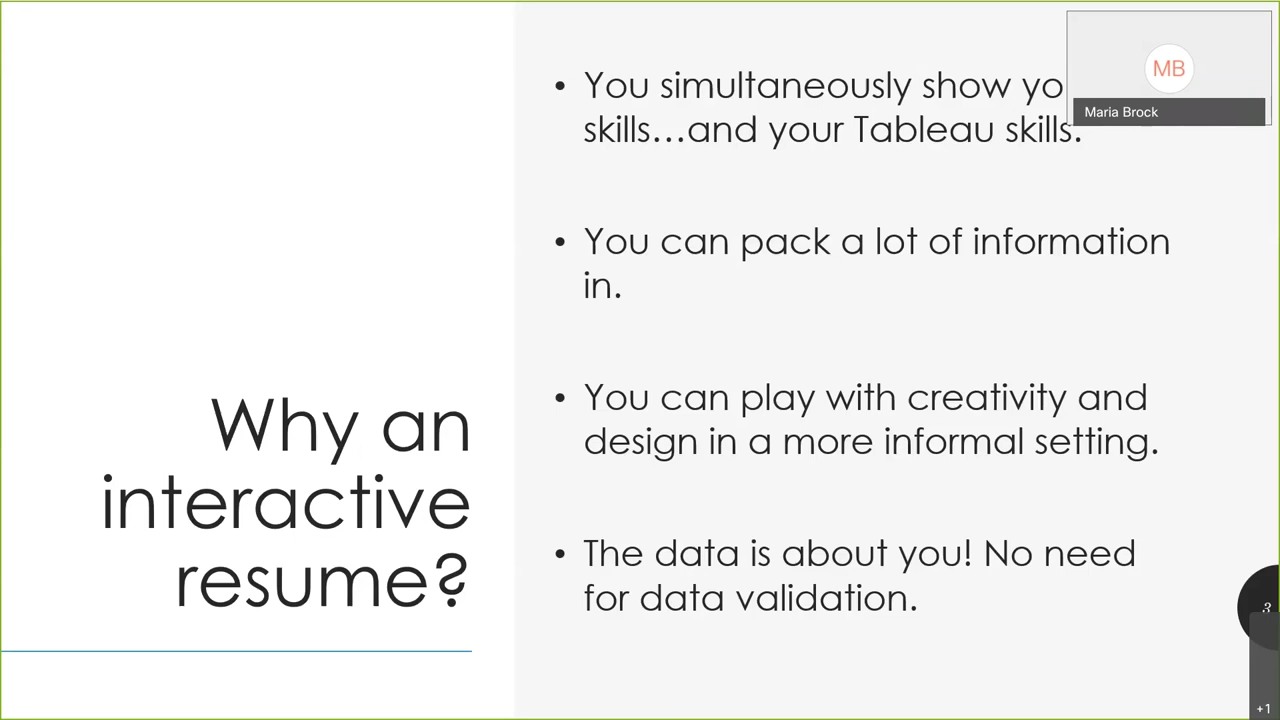 Why an
interactive
resume?
• You simultaneously show yo
skills...and your Tableau skills.
• You can pack a lot of information
in.
• You can play with creativity and
design in a more informal setting.
• The data is about you! No need
for data validation.
MB
Maria Brock
3
+1